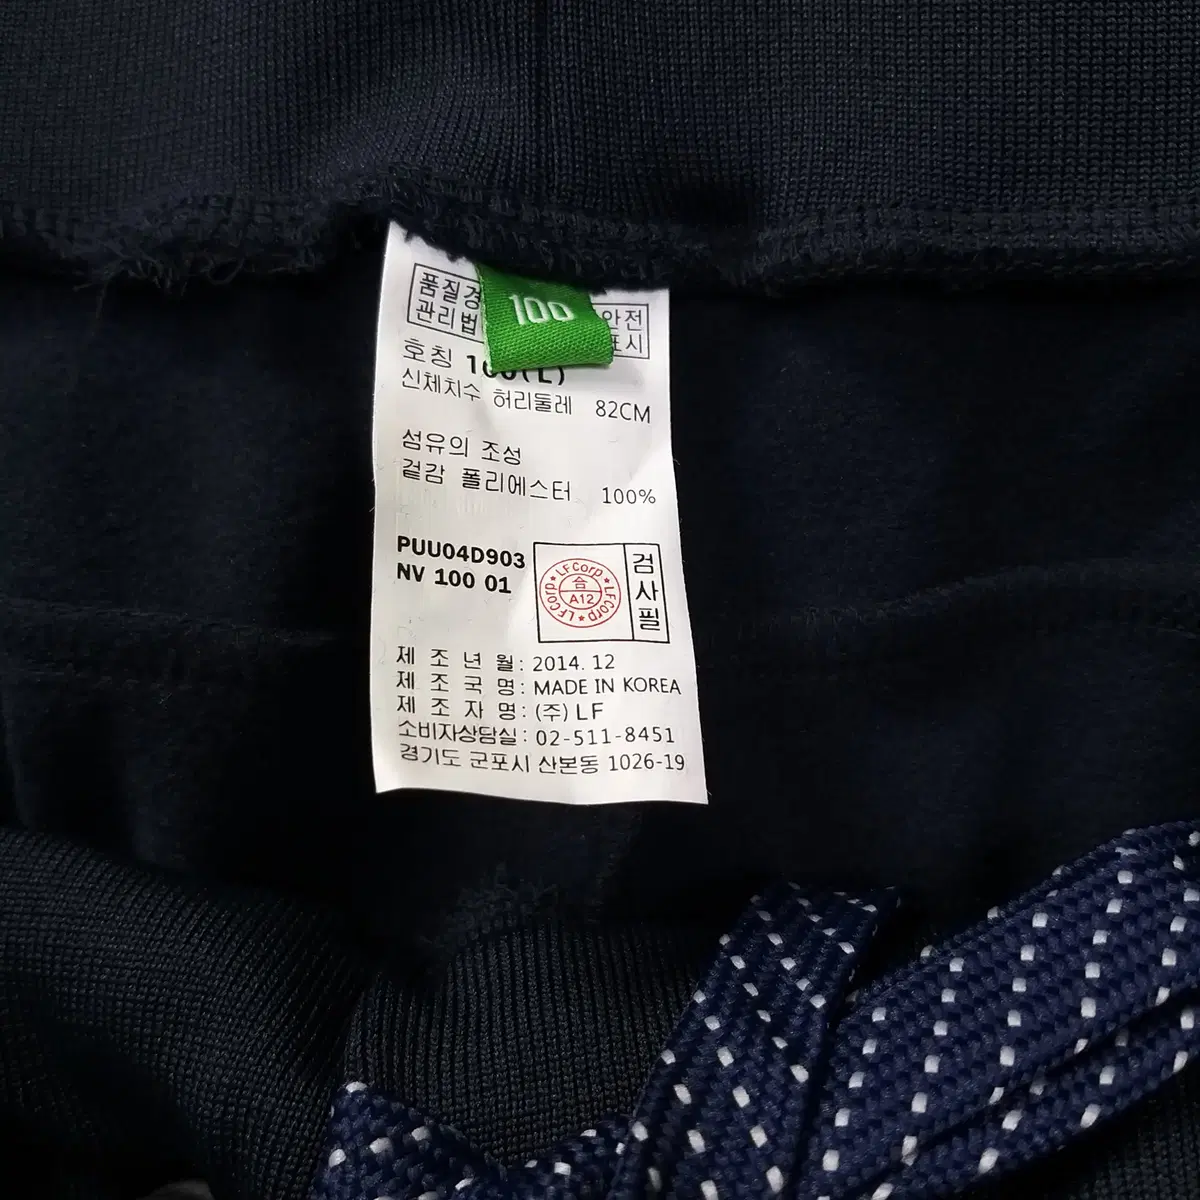 100
품질경
관리법
안전
표시
호칭 100(L)
신체치수 허리둘레 82CM
섬유의 조성
겉감 폴리에스터 100%
PUU04D903
NV 100 01
LFCorp ★ LFCorp ★ LFCorp ★
合
A12
검사필
제 조 년 월 : 2014. 12
제 조 국 명 : MADE IN KOREA
제 조 자 명 : (주) LF
소비자상담실 : 02-511-8451
경기도 군포시 산본동 1026-19